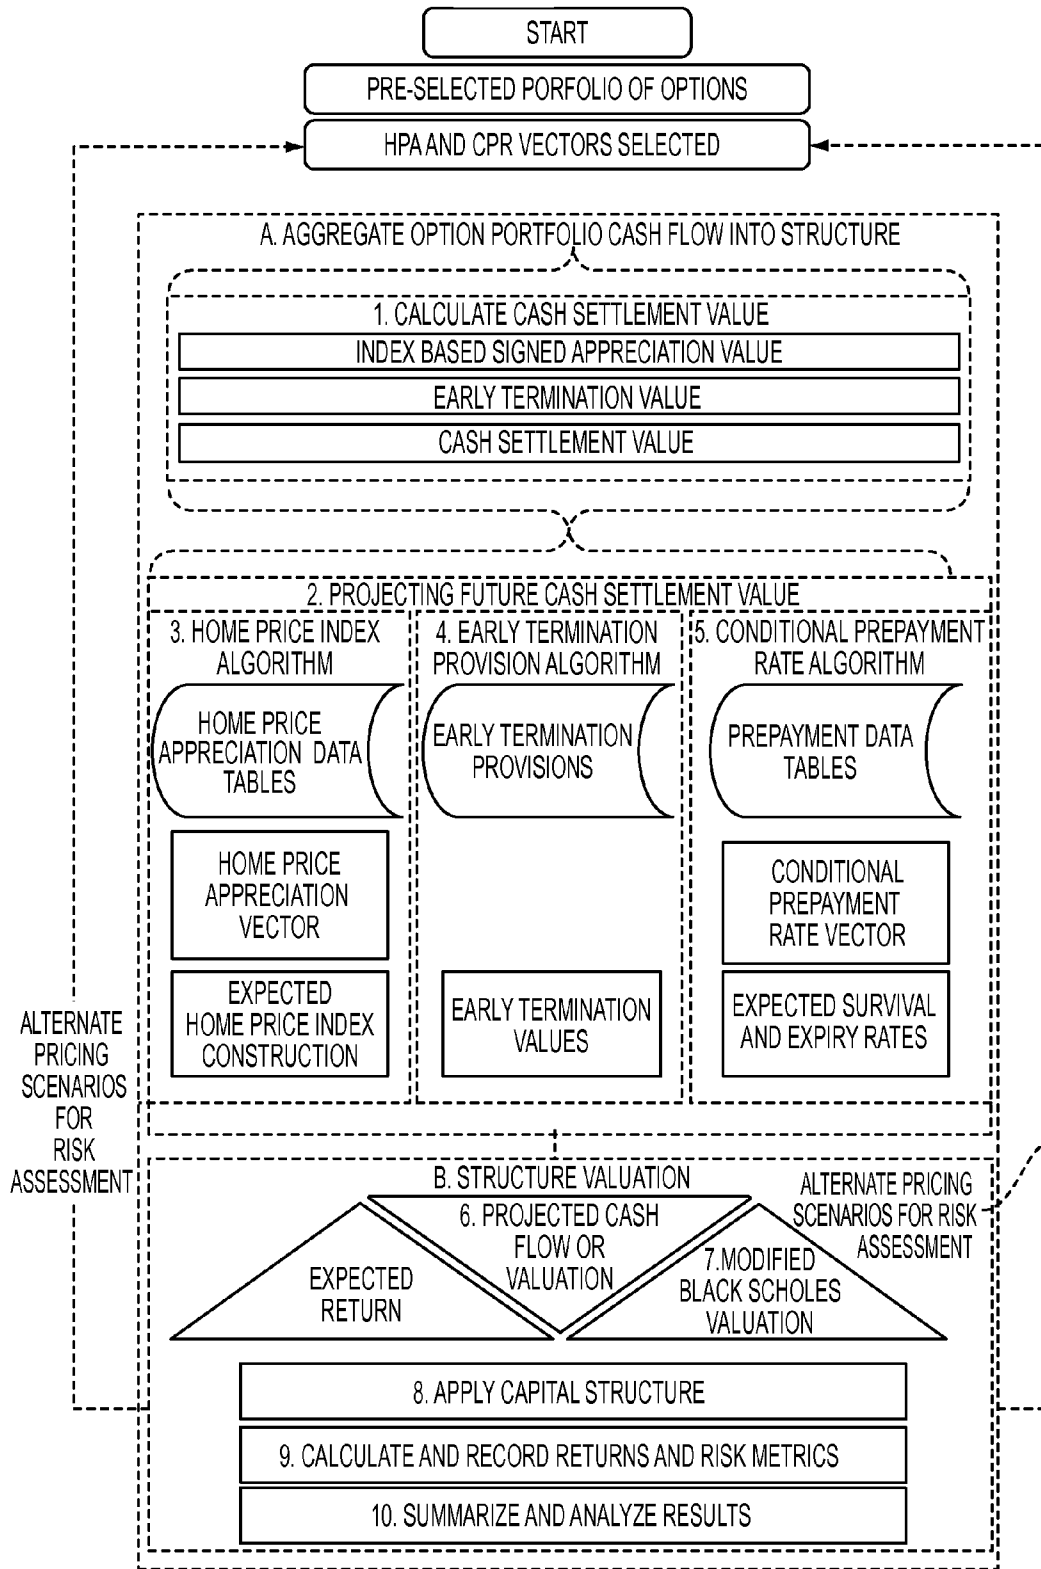 START
PRE-SELECTED PORFOLIO OF OPTIONS
HPA AND CPR VECTORS SELECTED
A. AGGREGATE OPTION PORTFOLIO CASH FLOW INTO STRUCTURE
1. CALCULATE CASH SETTLEMENT VALUE
INDEX BASED SIGNED APPRECIATION VALUE
EARLY TERMINATION VALUE
CASH SETTLEMENT VALUE
2. PROJECTING FUTURE CASH SETTLEMENT VALUE
3. HOME PRICE INDEX
ALGORITHM
HOME PRICE
APPRECIATION DATA
TABLES
HOME PRICE
APPRECIATION
VECTOR
EXPECTED
HOME PRICE INDEX
CONSTRUCTION
4. EARLY TERMINATION
PROVISION ALGORITHM
EARLY TERMINATION
PROVISIONS
EARLY TERMINATION
VALUES
5. CONDITIONAL PREPAYMENT
RATE ALGORITHM
PREPAYMENT DATA
TABLES
CONDITIONAL
PREPAYMENT
RATE VECTOR
EXPECTED SURVIVAL
AND EXPIRY RATES
ALTERNATE
PRICING
SCENARIOS
FOR
RISK
ASSESSMENT
B. STRUCTURE VALUATION
EXPECTED
RETURN
6. PROJECTED CASH
FLOW OR
VALUATION
7.MODIFIED
BLACK SCHOLES
VALUATION
ALTERNATE PRICING
SCENARIOS FOR RISK
ASSESSMENT
8. APPLY CAPITAL STRUCTURE
9. CALCULATE AND RECORD RETURNS AND RISK METRICS
10. SUMMARIZE AND ANALYZE RESULTS